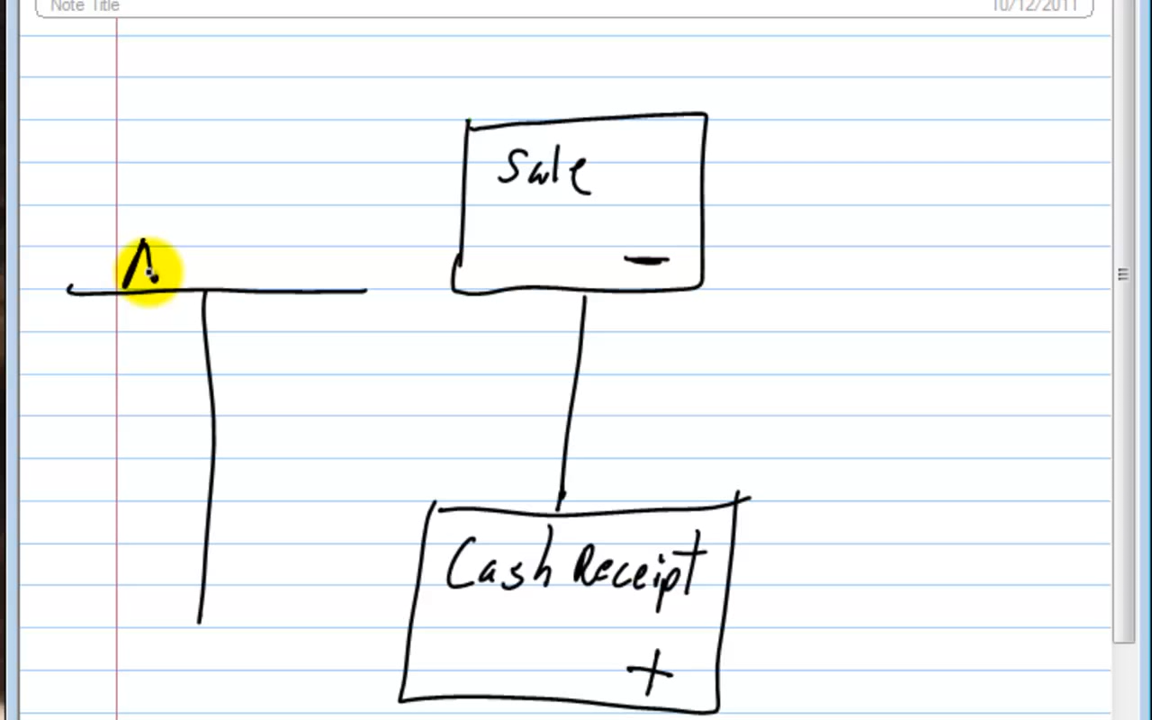 Note Title
10/12/2011
Sale
−
Cash Receipt
+